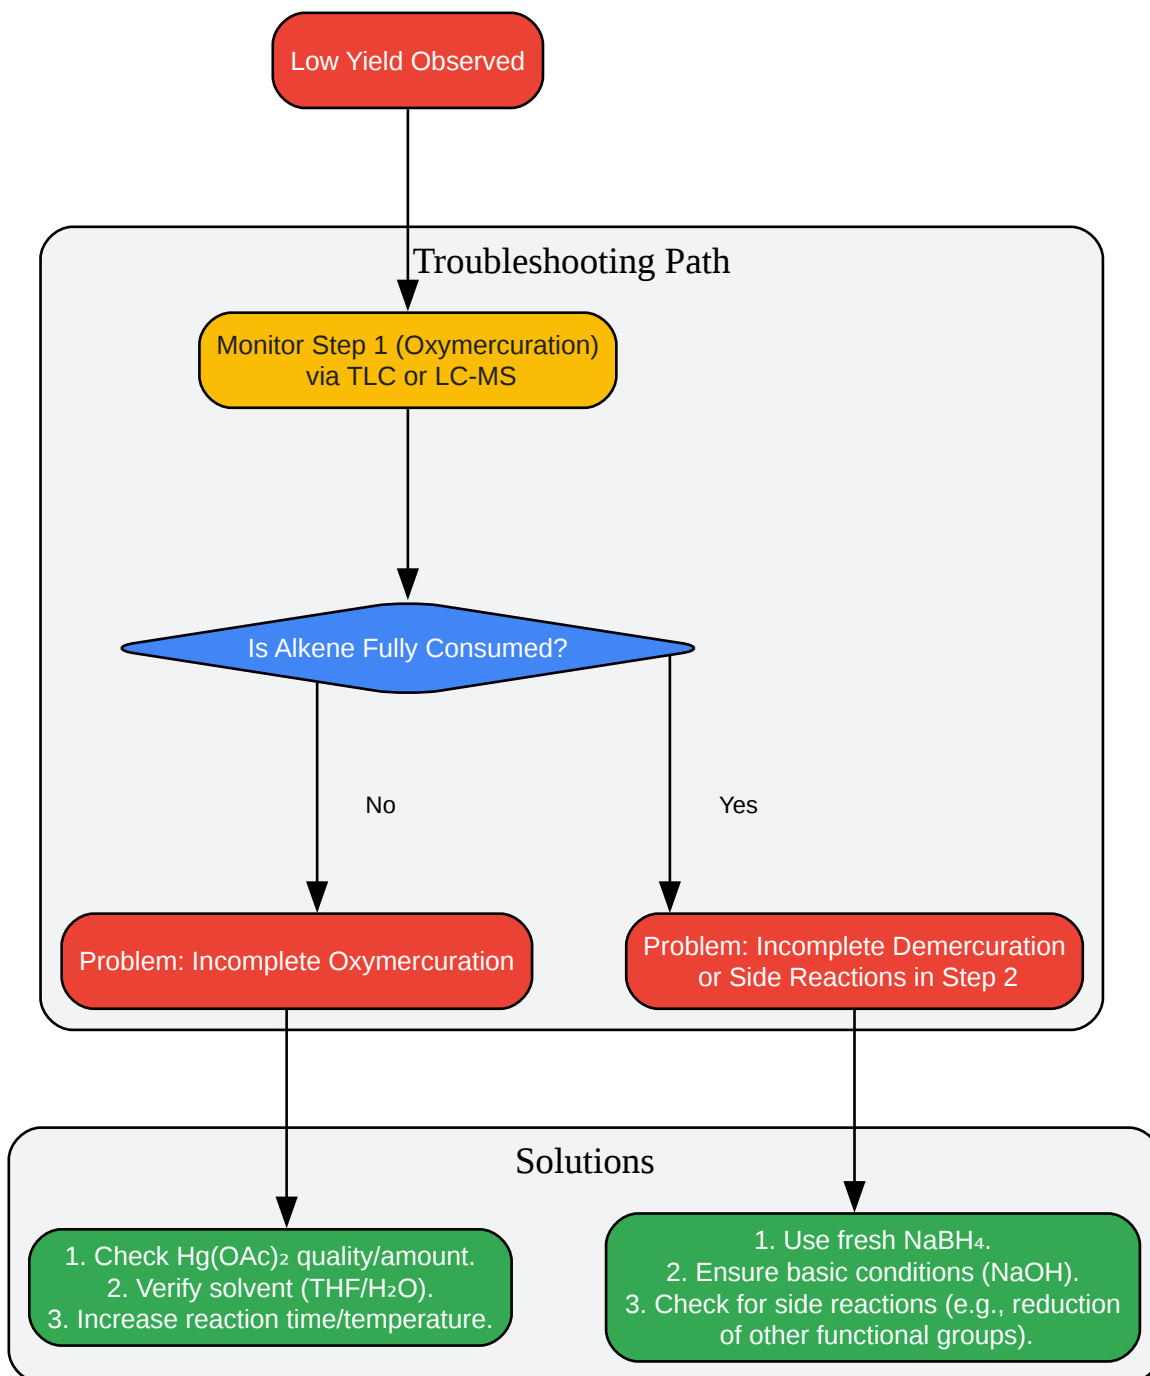 Low Yield Observed
Troubleshooting Path
Monitor Step 1 (Oxymercuration)
via TLC or LC-MS
Is Alkene Fully Consumed?
No
Yes
Problem: Incomplete Oxymercuration
Problem: Incomplete Demercuration
or Side Reactions in Step 2
Solutions
1. Check Hg(OAc)₂ quality/amount.
2. Verify solvent (THF/H₂O).
3. Increase reaction time/temperature.
1. Use fresh NaBH₄.
2. Ensure basic conditions (NaOH).
3. Check for side reactions (e.g., reduction
of other functional groups).